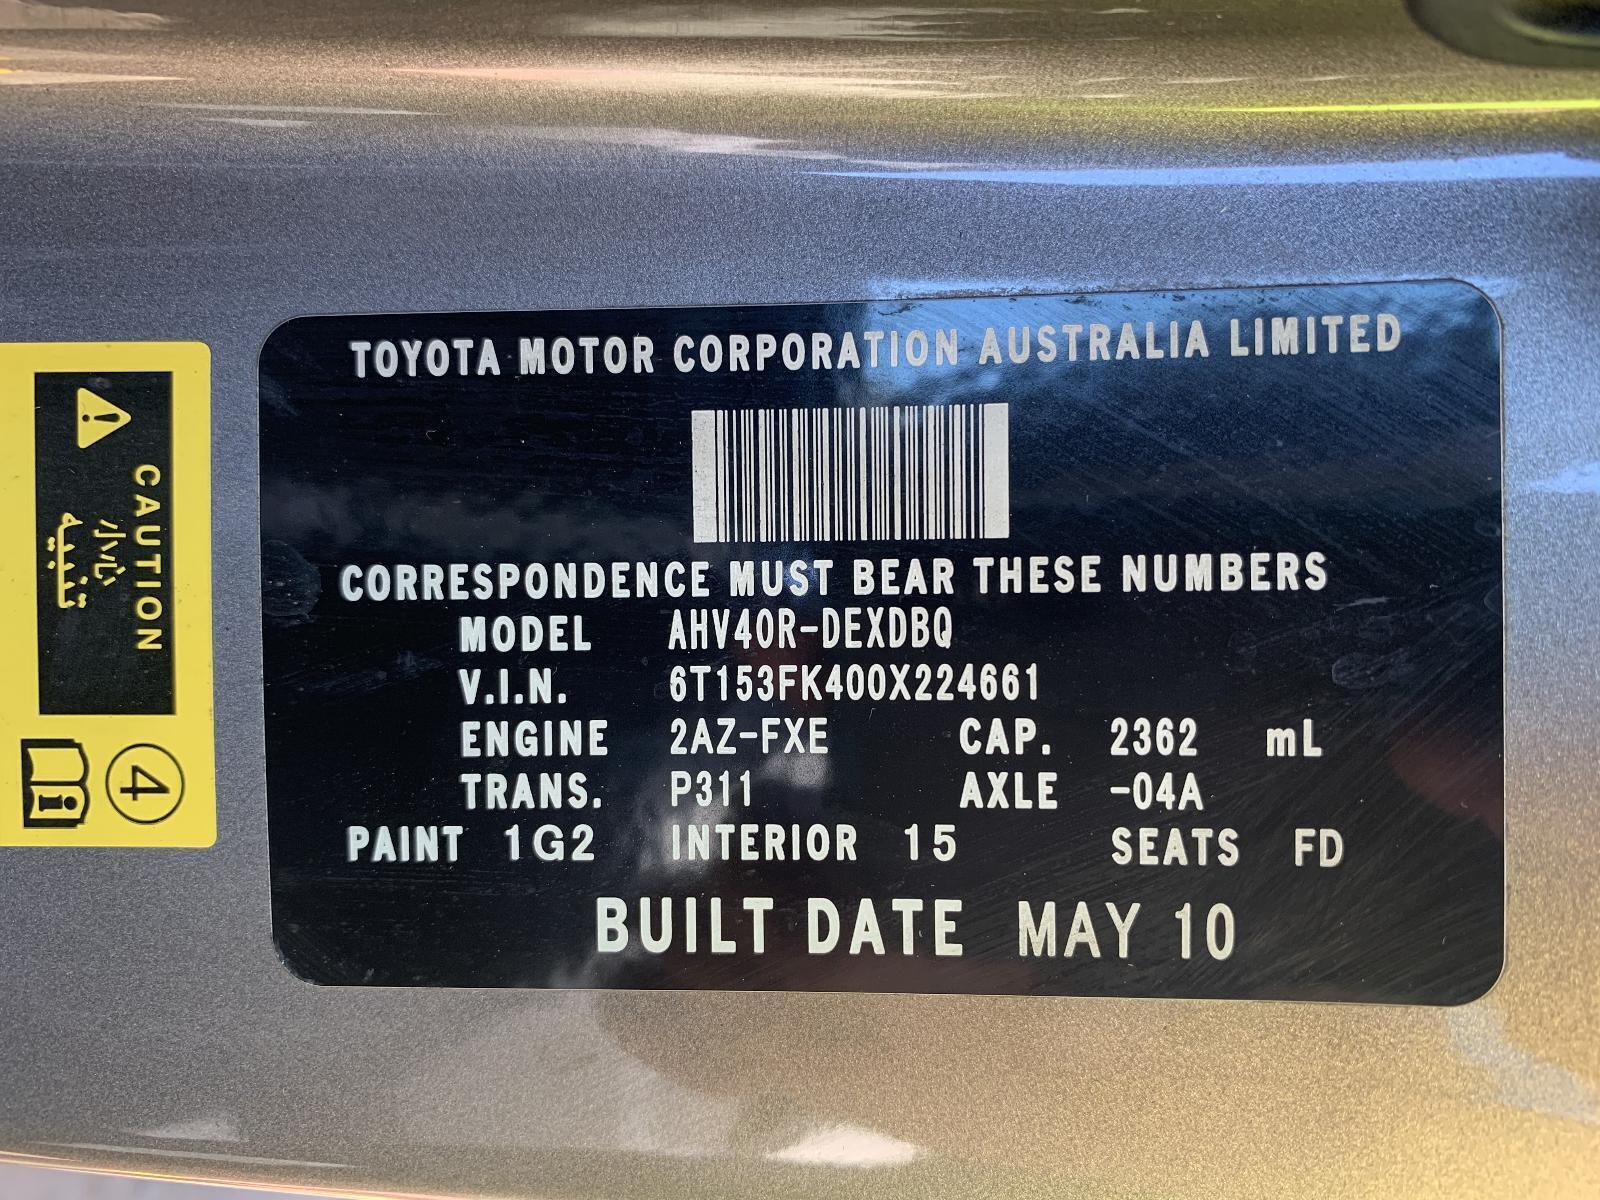 TOYOTA MOTOR CORPORATION AUSTRALIA LIMITED
CORRESPONDENCE MUST BEAR THESE NUMBERS
MODEL AHV40R-DEXDBQ
V.I.N. 6T153FK400X224661
ENGINE 2AZ-FXE CAP. 2362 mL
TRANS. P311 AXLE -04A
PAINT 1G2 INTERIOR 15 SEATS FD
BUILT DATE MAY 10
CAUTION
تنبيه
4